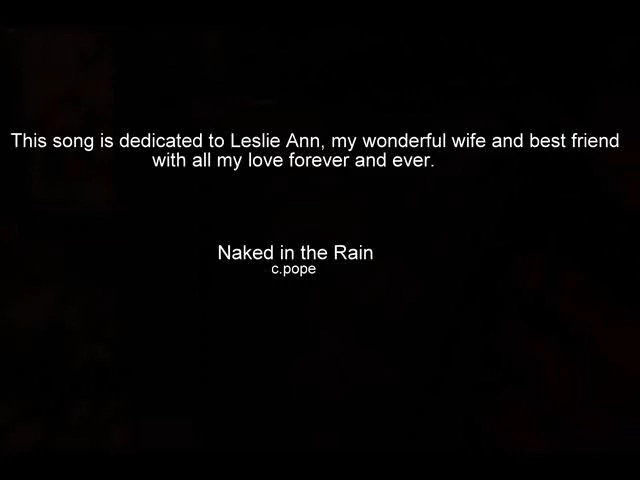 This song is dedicated to Leslie Ann, my wonderful wife and best friend
with all my love forever and ever.
Naked in the Rain
c.pope